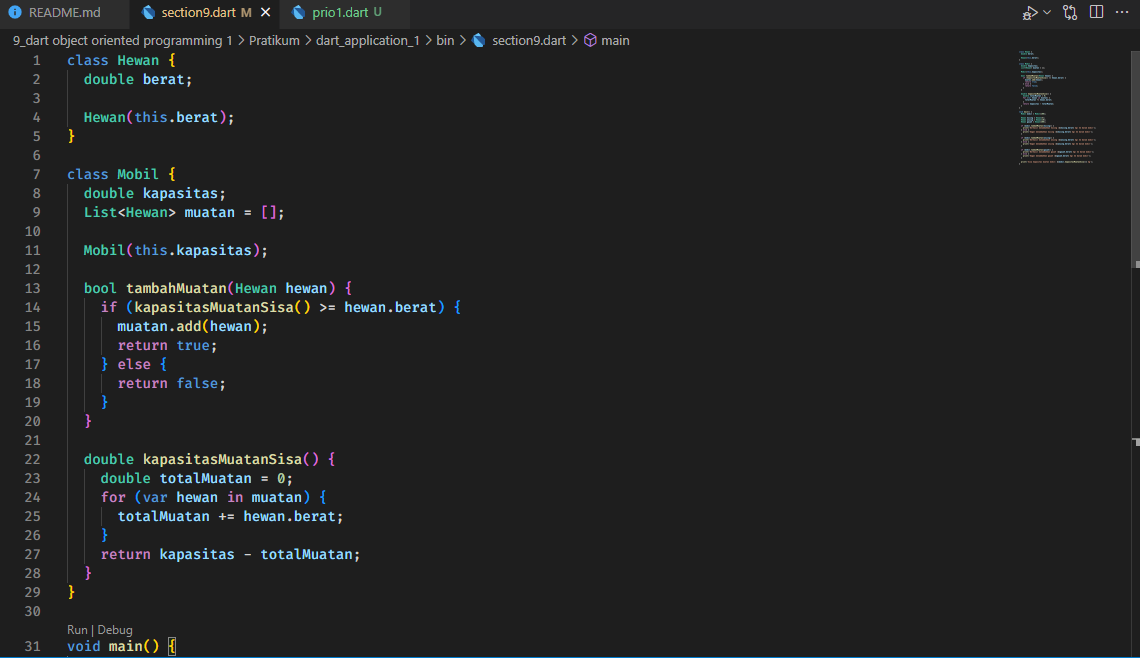 README.md section9.dart M prio1.dart U
9_dart object oriented programming 1 > Pratikum > dart_application_1 > bin > section9.dart > main
1 class Hewan {
2 double berat;
3
4 Hewan(this.berat);
5 }
6
7 class Mobil {
8 double kapasitas;
9 List<Hewan> muatan = [];
10
11 Mobil(this.kapasitas);
12
13 bool tambahMuatan(Hewan hewan) {
14 if (kapasitasMuatanSisa() >= hewan.berat) {
15 muatan.add(hewan);
16 return true;
17 } else {
18 return false;
19 }
20 }
21
22 double kapasitasMuatanSisa() {
23 double totalMuatan = 0;
24 for (var hewan in muatan) {
25 totalMuatan += hewan.berat;
26 }
27 return kapasitas - totalMuatan;
28 }
29 }
30
Run | Debug
31 void main() {